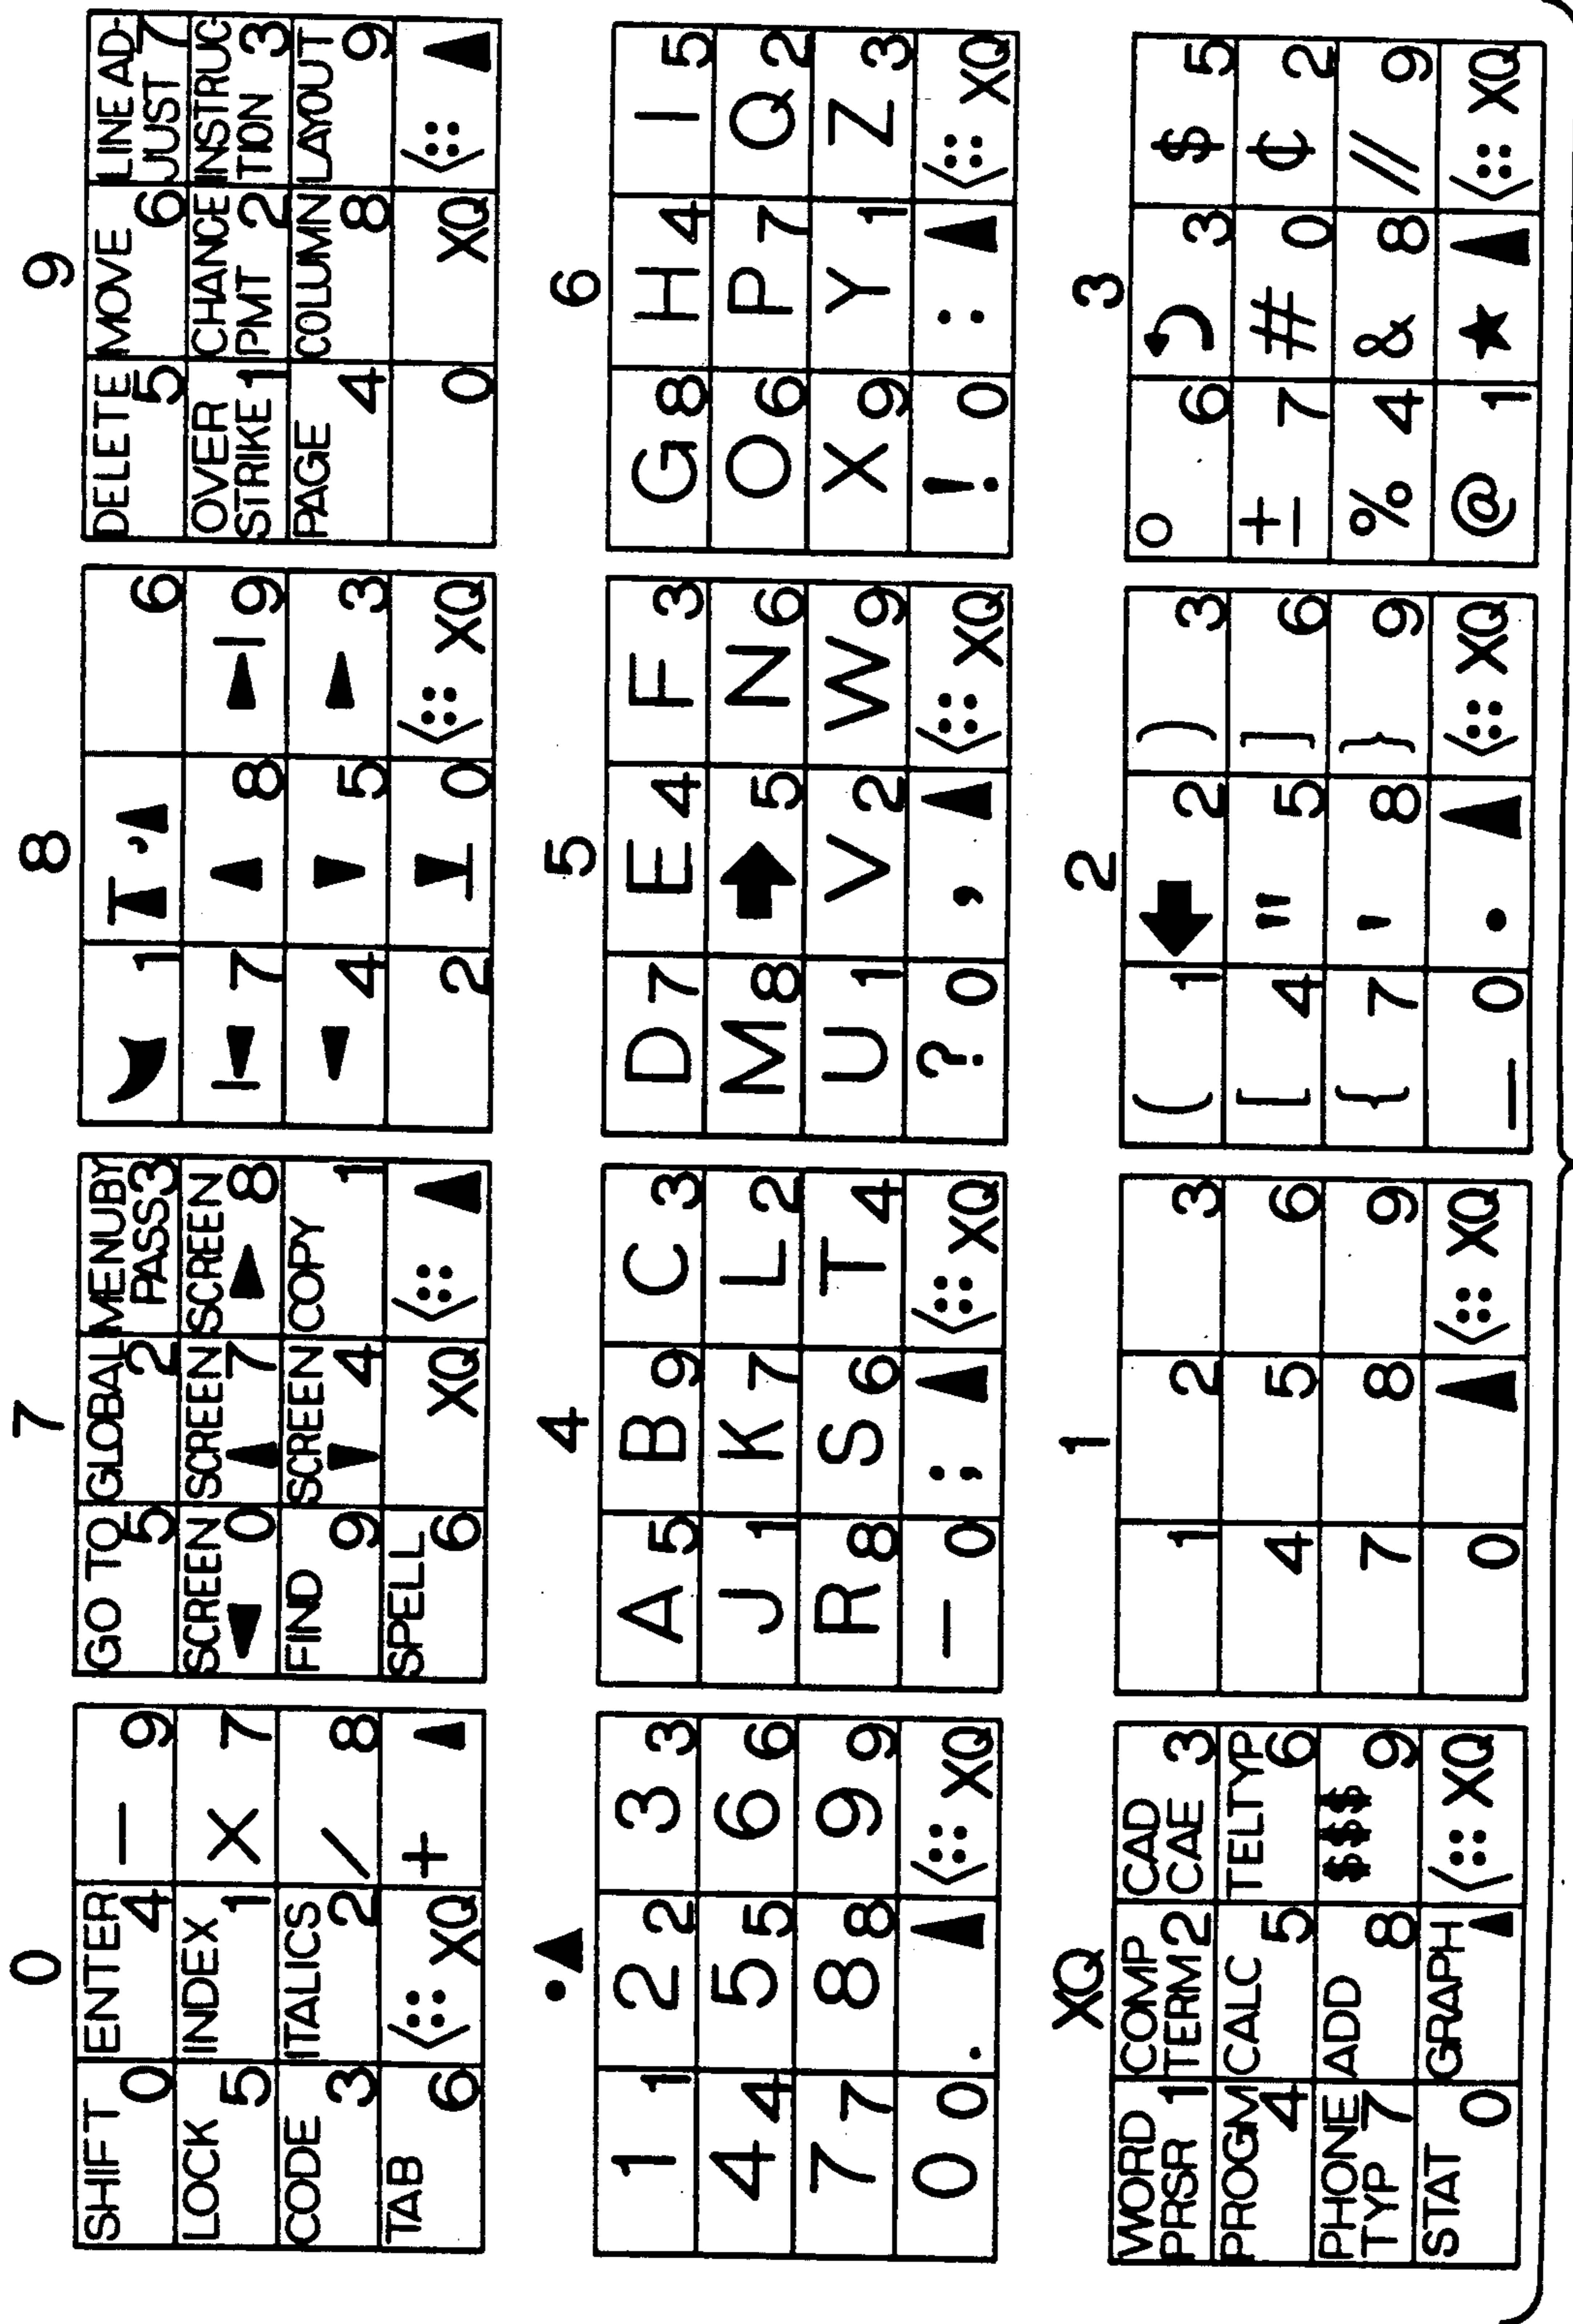 0
SHIFT 0 ENTER 4 — 9
LOCK 5 INDEX 1 X 7
CODE 3 ITALICS 2 / 8
TAB 6 XQ + ▲
7
GO TO 5 GLOBAL 2 MENUBY
PASS 3
SCREEN ◄ 0 SCREEN ▲ 7 SCREEN ► 8
FIND 9 SCREEN ▼ 4 COPY 1
SPELL 6 XQ ▲
8
1 , ▲ 6
|◄ 7 ▲ 8 ►| 9
◄ 4 ▼ 5 ► 3
2 ▼ 0 XQ
9
DELETE 5 MOVE 6 LINE AD-
JUST 7
OVER CHANCE INSTRUC
STRIKE 1 PMT 2 TION 3
PAGE 4 COLUMN 8 LAYOUT 9
0 XQ ▲
• ▲
1 1 2 2 3 3
4 4 5 5 6 6
7 7 8 8 9 9
0 0 . ▲ XQ
4
A 5 B 9 C 3
J 1 K 7 L 2
R 8 S 6 T 4
— 0 ; ▲ XQ
5
D 7 E 4 F 3
M 8 ➡ 5 N 6
U 1 V 2 W 9
? 0 , ▲ XQ
6
G 8 H 4 I 5
O 6 P 7 Q 2
X 9 Y 1 Z 3
! 0 : ▲ XQ
XQ
WORD COMP CAD
PRSR 1 TERM 2 CAE 3
PROGM 4 CALC 5 TELTYP 6
PHONE
TYP 7 ADD 8 $$$ 9
STAT 0 GRAPH ▲ XQ
1
1 2 3
4 5 6
7 8 9
0 ▲ XQ
2
( 1 ⬅ 2 ) 3
[ 4 " 5 ] 6
{ 7 ' 8 } 9
_ 0 • ▲ XQ
3
° 6 3 $ 5
± 7 # 0 ¢ 2
% 4 & 8 // 9
@ 1 ★ ▲ XQ